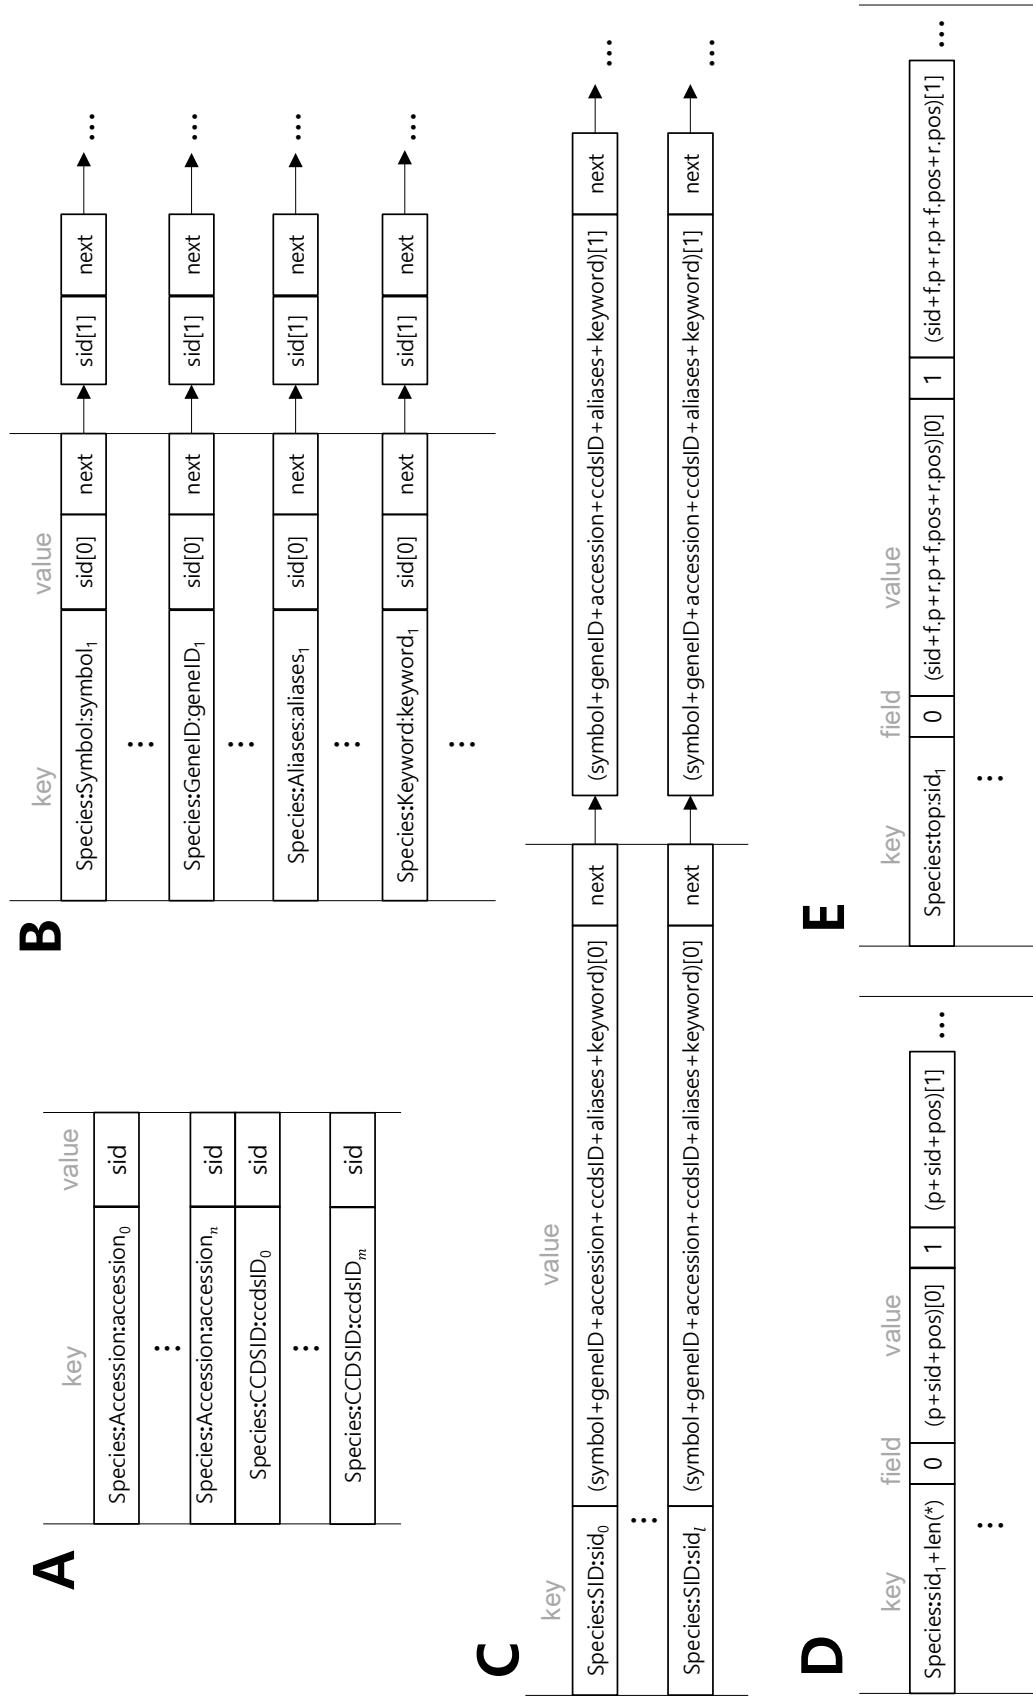 A
key value
Species:Accession:accession0 sid
⋮
Species:Accession:accessionn sid
Species:CCDSID:ccdsID0 sid
⋮
Species:CCDSID:ccdsIDm sid
B
key value
Species:Symbol:symbol1 sid[0] next sid[1] next ...
⋮
Species:GeneID:geneID1 sid[0] next sid[1] next ...
⋮
Species:Aliases:aliases1 sid[0] next sid[1] next ...
⋮
Species:Keyword:keyword1 sid[0] next sid[1] next ...
⋮
C
key value
Species:SID:sid0 (symbol+geneID+accession+ccdsID+aliases+keyword)[0] next (symbol+geneID+accession+ccdsID+aliases+keyword)[1] next ...
⋮
Species:SID:sidl (symbol+geneID+accession+ccdsID+aliases+keyword)[0] next (symbol+geneID+accession+ccdsID+aliases+keyword)[1] next ...
D
key field value
Species:sid1+len(*) 0 (p+sid+pos)[0] 1 (p+sid+pos)[1] ...
⋮
E
key field value
Species:top:sid1 0 (sid+f.p+r.p+f.pos+r.pos)[0] 1 (sid+f.p+r.p+f.pos+r.pos)[1] ...
⋮